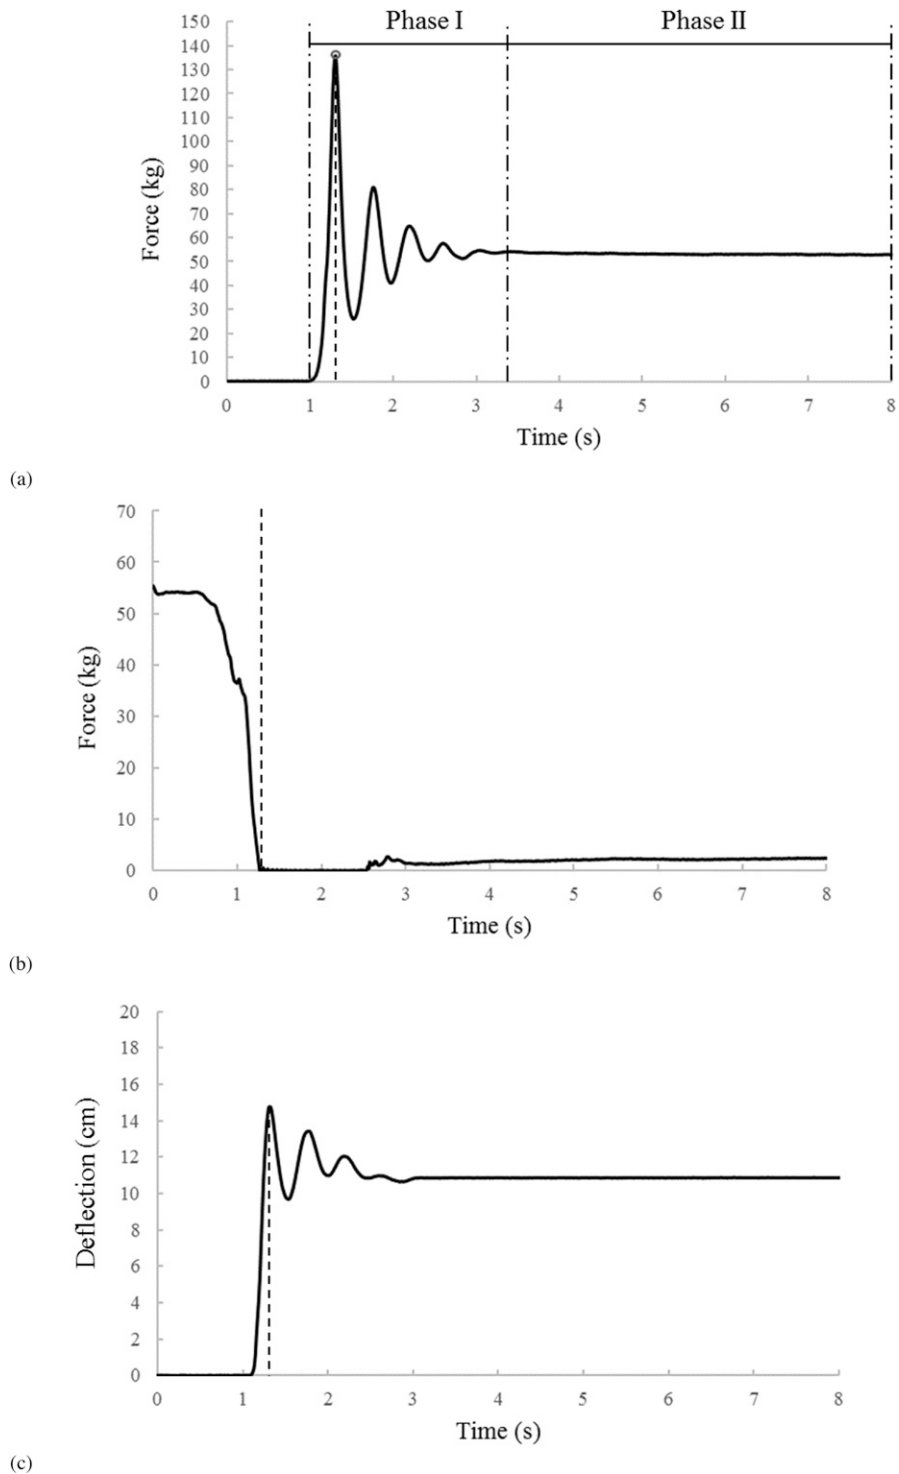 Phase I Phase II
150
140
130
120
110
100
90
80
70
60
50
40
30
20
10
0
Force (kg)
0 1 2 3 4 5 6 7 8
Time (s)
(a)
70
60
50
40
30
20
10
0
Force (kg)
0 1 2 3 4 5 6 7 8
Time (s)
(b)
20
18
16
14
12
10
8
6
4
2
0
Deflection (cm)
0 1 2 3 4 5 6 7 8
Time (s)
(c)